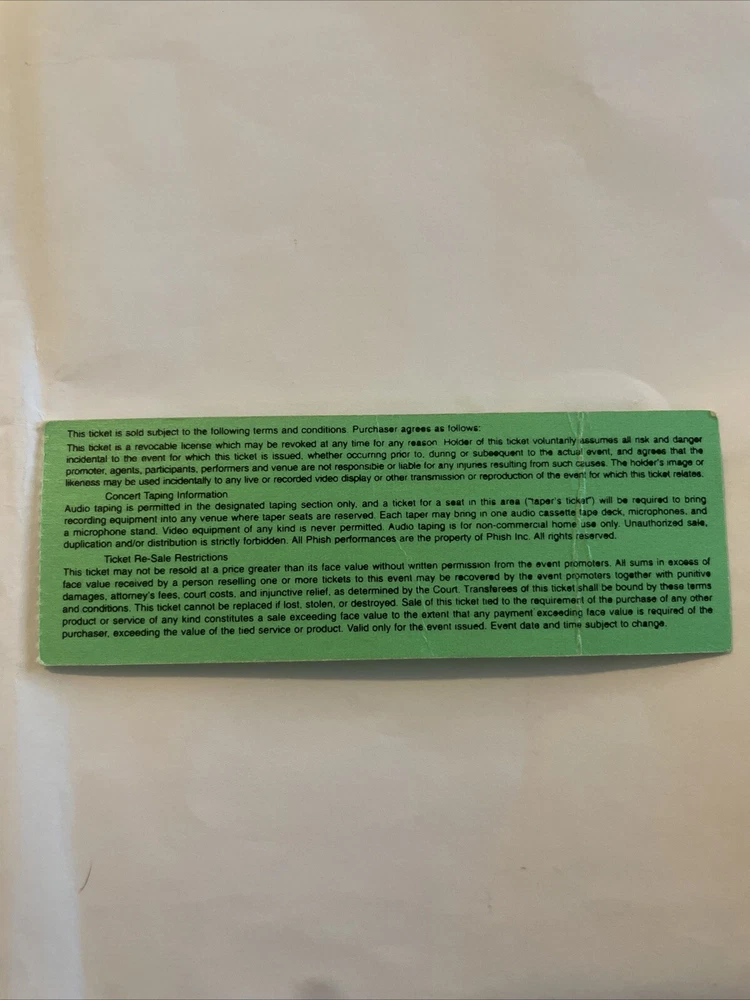 This ticket is sold subject to the following terms and conditions. Purchaser agrees as follows:
This ticket is a revocable license which may be revoked at any time for any reason. Holder of this ticket voluntarily assumes all risk and danger
incidental to the event for which this ticket is issued, whether occurring prior to, during or subsequent to the actual event, and agrees that the
promoter, agents, participants, performers and venue are not responsible or liable for any injuries resulting from such causes. The holder's image or
likeness may be used incidentally to any live or recorded video display or other transmission or reproduction of the event for which this ticket relates.
Concert Taping Information
Audio taping is permitted in the designated taping section only, and a ticket for a seat in this area ("taper's ticket") will be required to bring
recording equipment into any venue where taper seats are reserved. Each taper may bring in one audio cassette tape deck, microphones, and
a microphone stand. Video equipment of any kind is never permitted. Audio taping is for non-commercial home use only. Unauthorized sale,
duplication and/or distribution is strictly forbidden. All Phish performances are the property of Phish Inc. All rights reserved.
Ticket Re-Sale Restrictions
This ticket may not be resold at a price greater than its face value without written permission from the event promoters. All sums in excess of
face value received by a person reselling one or more tickets to this event may be recovered by the event promoters together with punitive
damages, attorney's fees, court costs, and injunctive relief, as determined by the Court. Transferees of this ticket shall be bound by these terms
and conditions. This ticket cannot be replaced if lost, stolen, or destroyed. Sale of this ticket tied to the requirement of the purchase of any other
product or service of any kind constitutes a sale exceeding face value to the extent that any payment exceeding face value is required of the
purchaser, exceeding the value of the tied service or product. Valid only for the event issued. Event date and time subject to change.